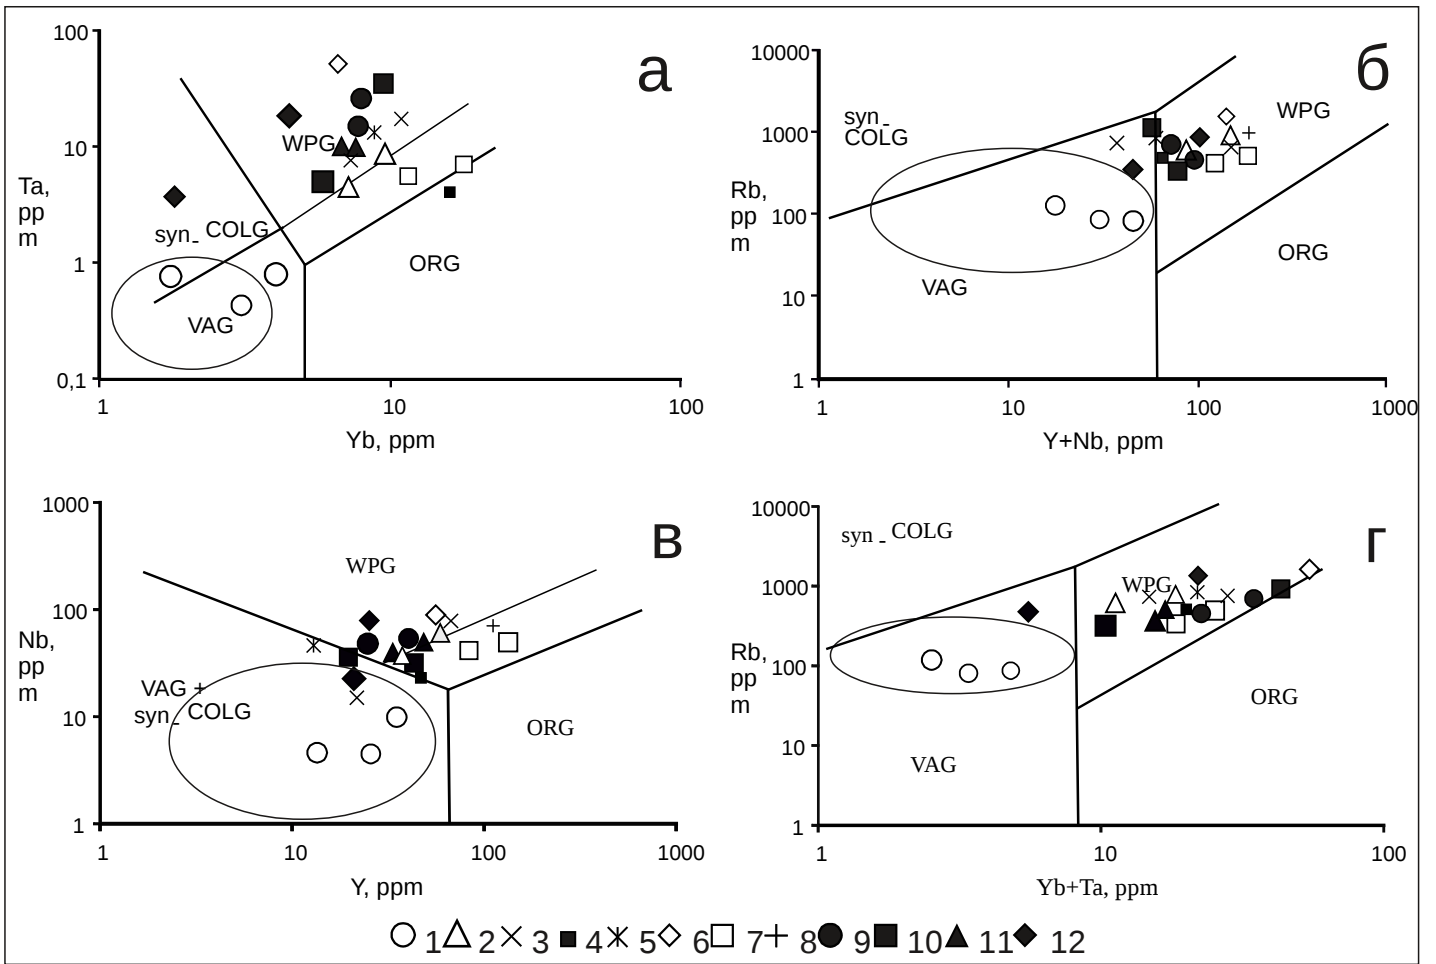 100
10
1
0,1
Ta,
pp
m
а
WPG
syn_ COLG
VAG
ORG
1
10
100
Yb, ppm
10000
1000
100
10
1
Rb,
pp
m
б
syn_
COLG
WPG
VAG
ORG
1
10
100
1000
Y+Nb, ppm
1000
100
10
1
Nb,
pp
m
в
WPG
VAG +
syn_ COLG
ORG
1
10
100
1000
Y, ppm
10000
1000
100
10
1
Rb,
pp
m
г
syn_ COLG
WPG
VAG
ORG
1
10
100
Yb+Ta, ppm
1 2 3 4 5 6 7 8 9 10 11 12